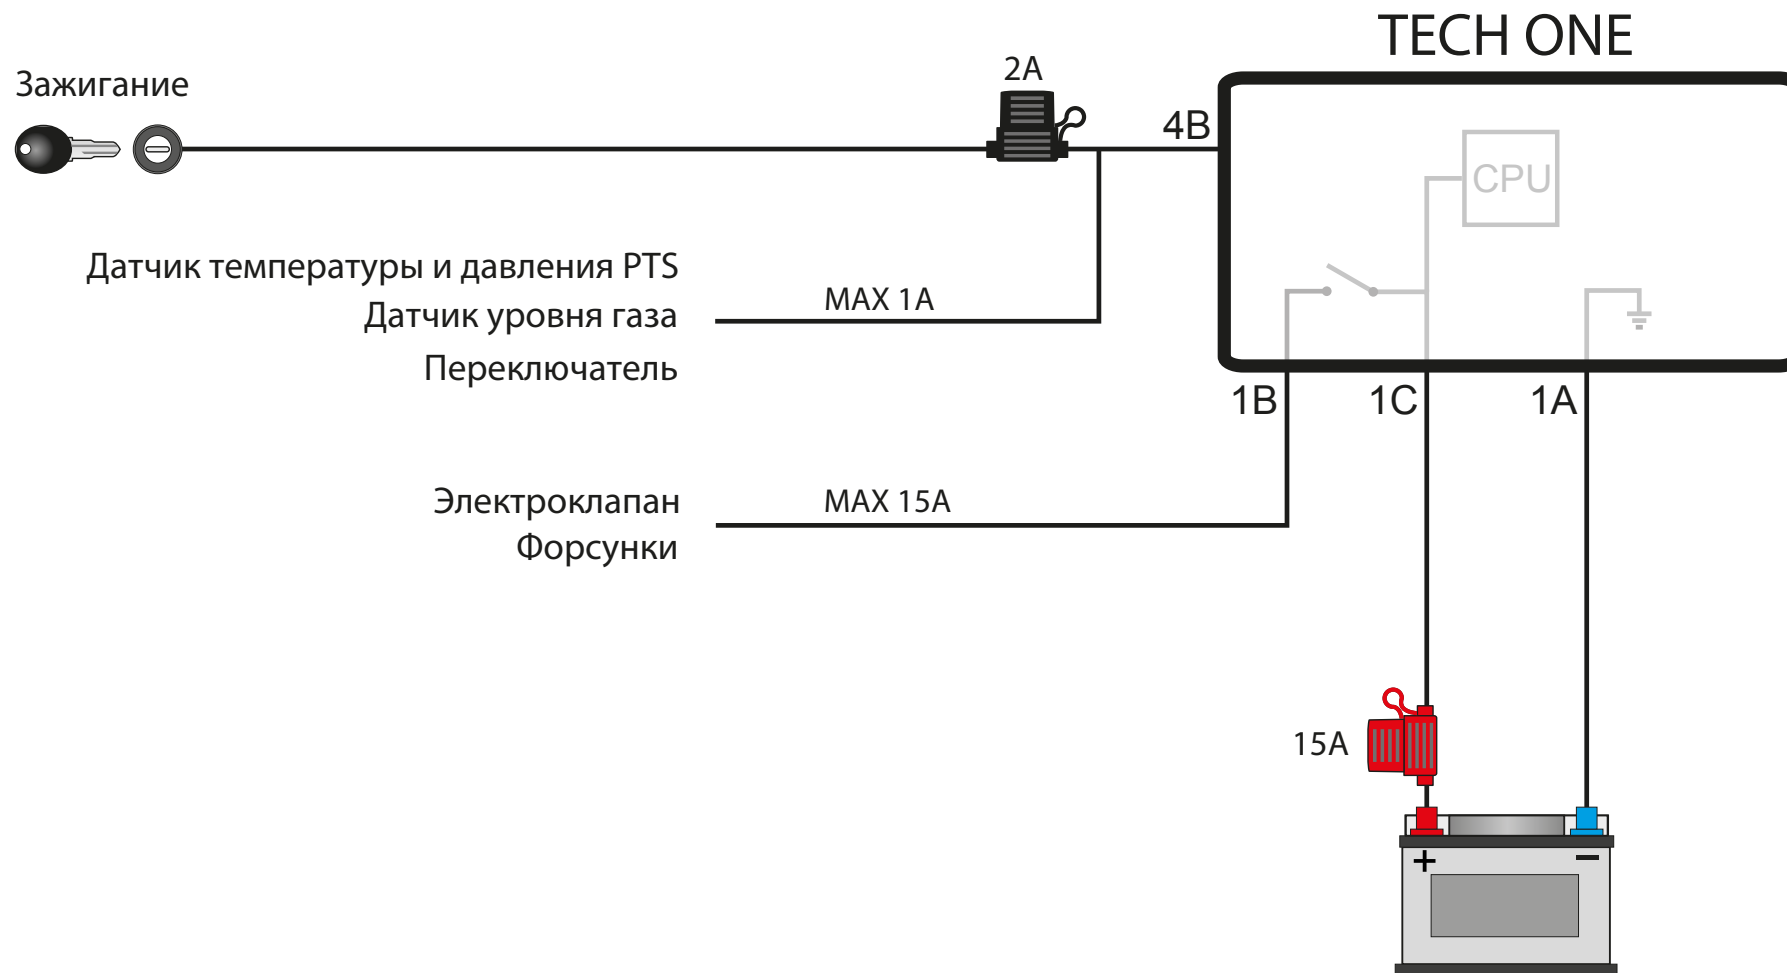 TECH ONE
Зажигание
2A
4B
CPU
Датчик температуры и давления PTS
MAX 1A
Датчик уровня газа
Переключатель
1B
1C
1A
Электроклапан
MAX 15A
Форсунки
15A
+
−